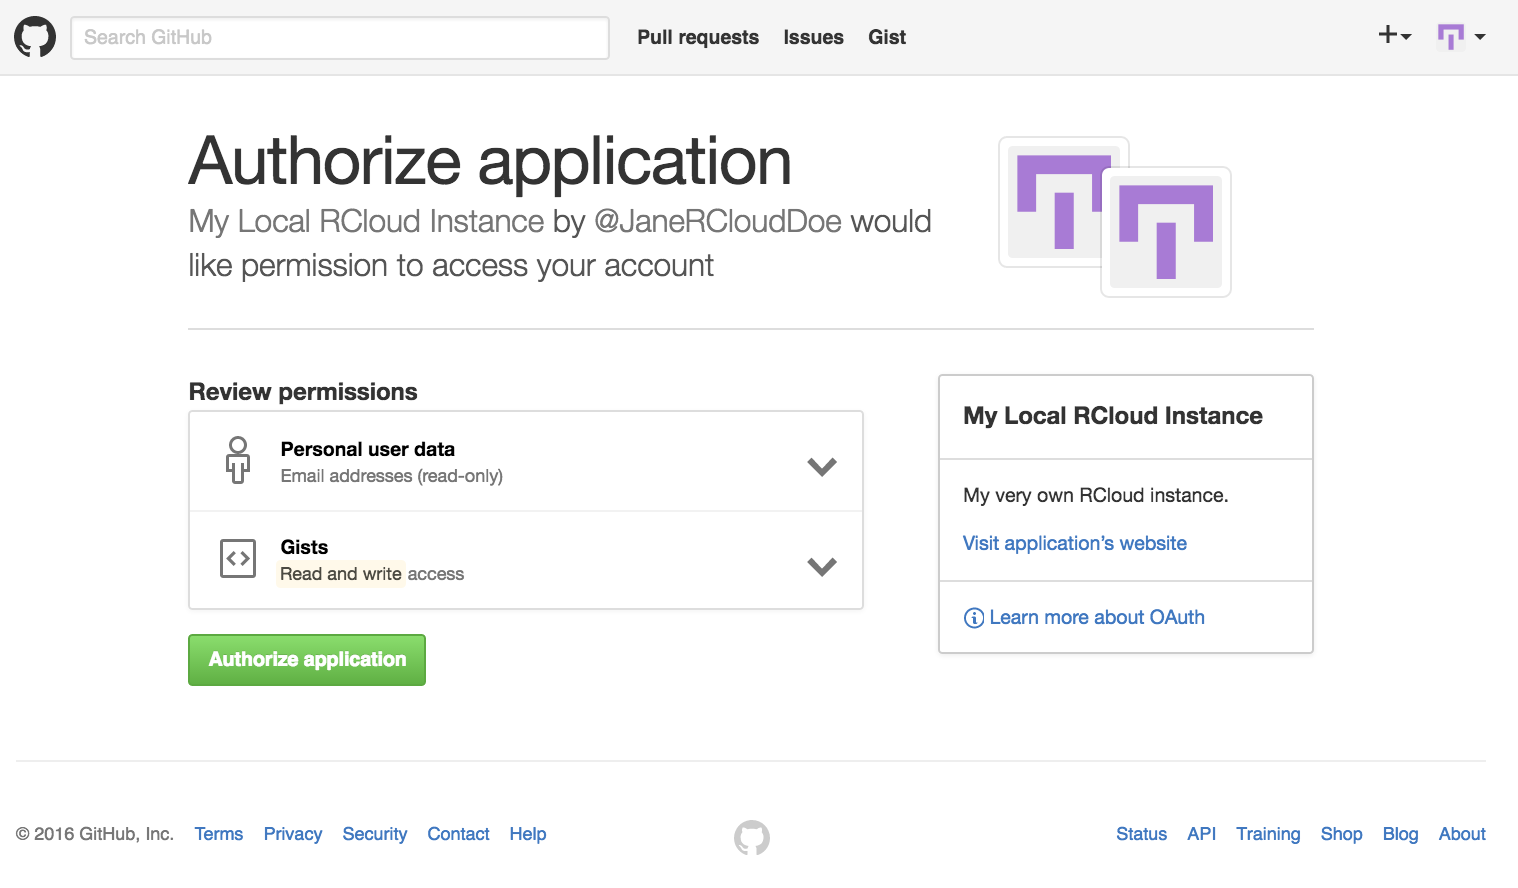 Search GitHub
Pull requests Issues Gist
Authorize application
My Local RCloud Instance by @JaneRCloudDoe would
like permission to access your account
Review permissions
Personal user data
Email addresses (read-only)
Gists
Read and write access
Authorize application
My Local RCloud Instance
My very own RCloud instance.
Visit application's website
Learn more about OAuth
© 2016 GitHub, Inc. Terms Privacy Security Contact Help
Status API Training Shop Blog About